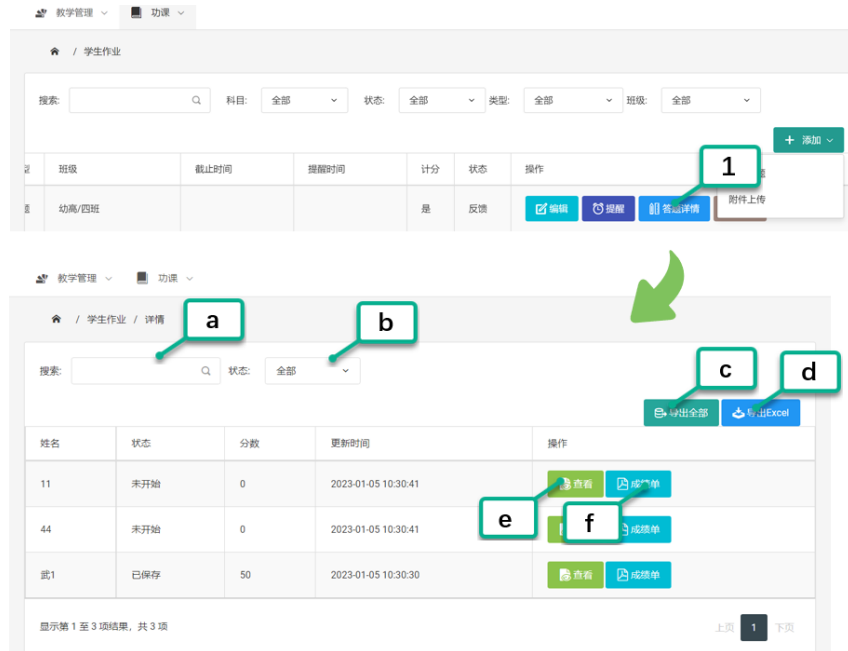 教学管理 功课
/ 学生作业
搜索: 科目: 全部 状态: 全部 类型: 全部 班级: 全部
+ 添加
班级 截止时间 提醒时间 计分 状态 操作
1
幼高/四班 是 反馈 编辑 提醒 答题详情 附件上传
教学管理 功课
/ 学生作业 / 详情
a b
搜索: 状态: 全部
c d
导出全部 导出Excel
姓名 状态 分数 更新时间 操作
11 未开始 0 2023-01-05 10:30:41 查看 成绩单
e f
44 未开始 0 2023-01-05 10:30:41 成绩单
武1 已保存 50 2023-01-05 10:30:30 查看 成绩单
显示第 1 至 3 项结果，共 3 项 上页 1 下页